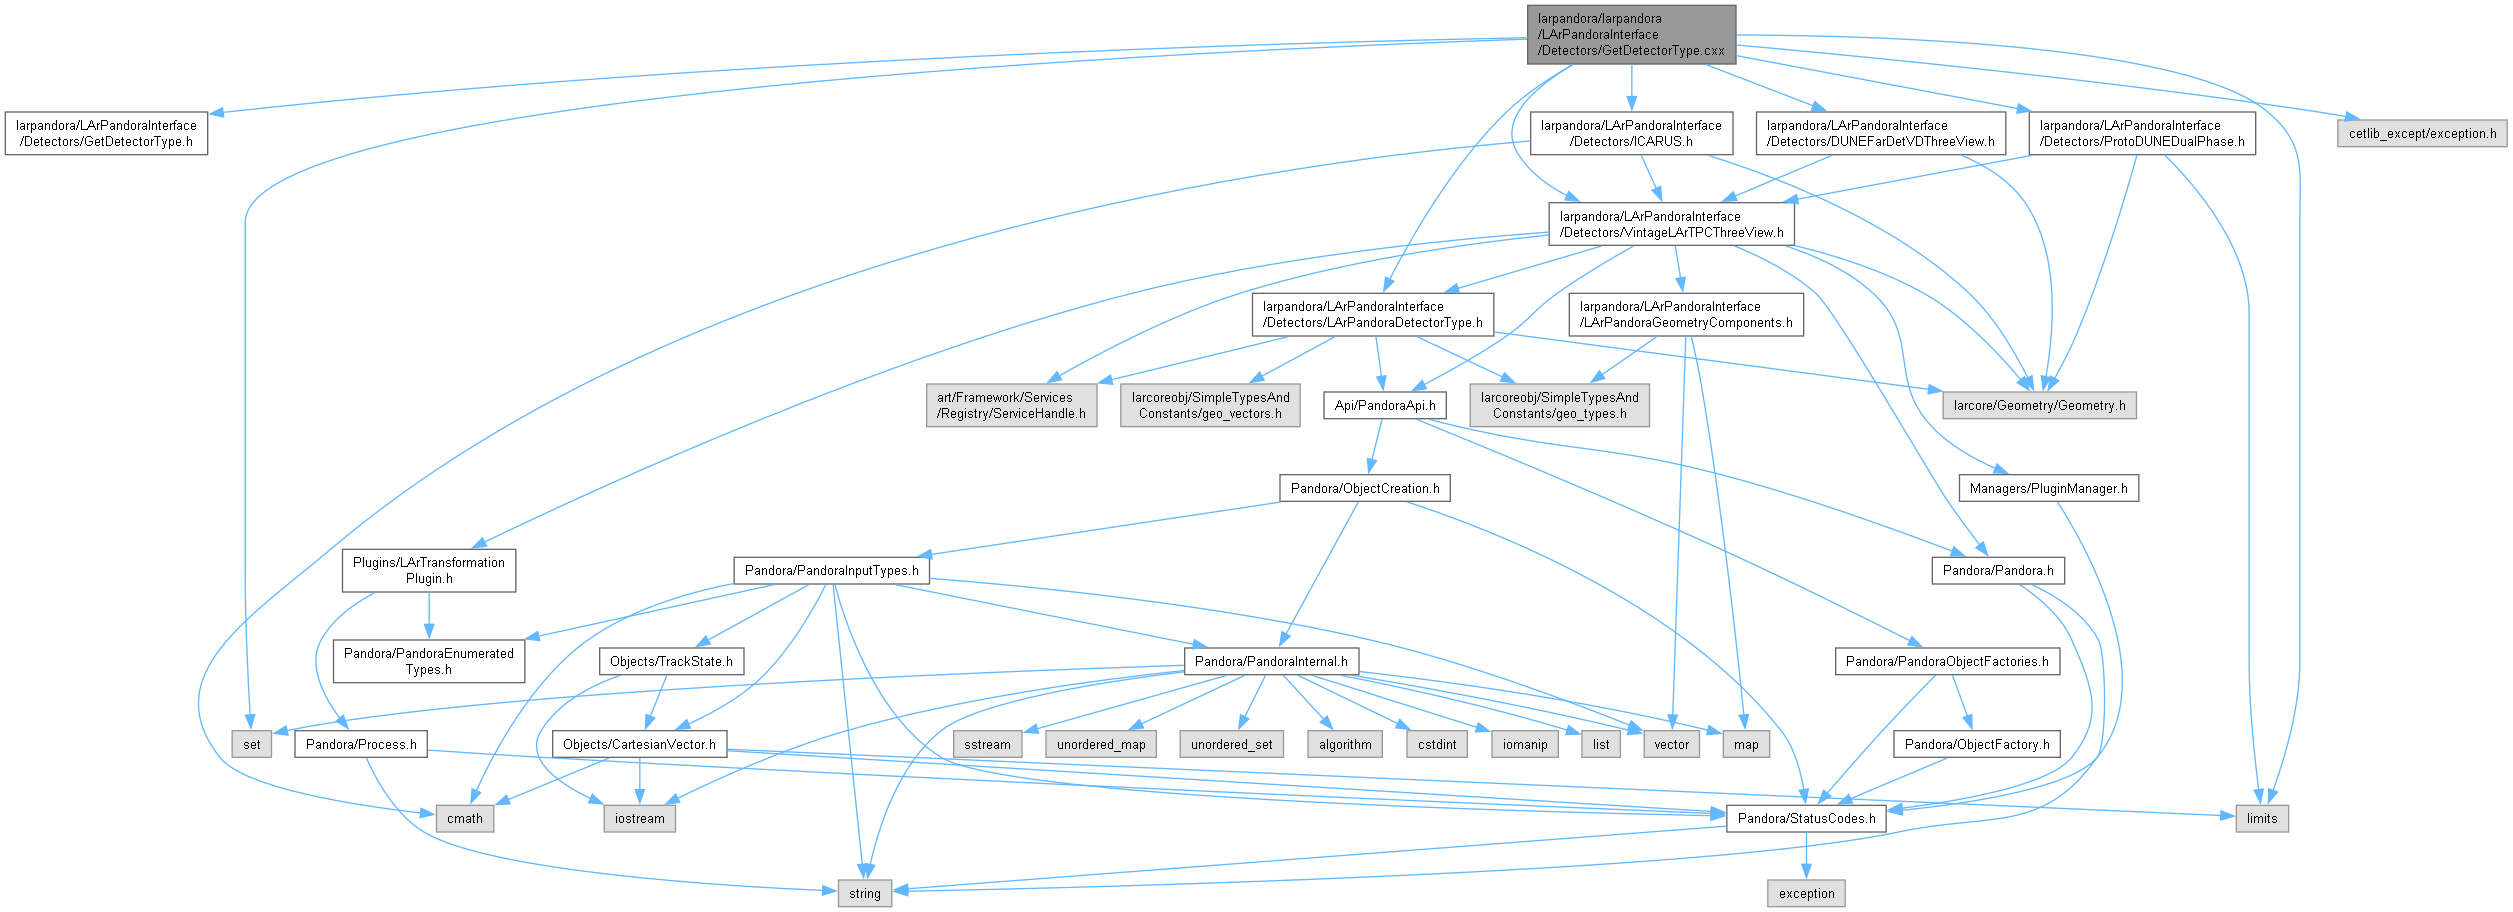 larpandora/larpandora
/LArPandoraInterface
/Detectors/GetDetectorType.cxx
larpandora/LArPandoraInterface
/Detectors/GetDetectorType.h
larpandora/LArPandoraInterface
/Detectors/ICARUS.h
larpandora/LArPandoraInterface
/Detectors/DUNEFarDetVDThreeView.h
larpandora/LArPandoraInterface
/Detectors/ProtoDUNEDualPhase.h
cetlib_except/exception.h
larpandora/LArPandoraInterface
/Detectors/VintageLArTPCThreeView.h
larpandora/LArPandoraInterface
/Detectors/LArPandoraDetectorType.h
larpandora/LArPandoraInterface
/LArPandoraGeometryComponents.h
art/Framework/Services
/Registry/ServiceHandle.h
larcoreobj/SimpleTypesAnd
Constants/geo_vectors.h
Api/PandoraApi.h
larcoreobj/SimpleTypesAnd
Constants/geo_types.h
larcore/Geometry/Geometry.h
Pandora/ObjectCreation.h
Managers/PluginManager.h
Plugins/LArTransformation
Plugin.h
Pandora/PandoraInputTypes.h
Pandora/Pandora.h
Pandora/PandoraEnumerated
Types.h
Objects/TrackState.h
Pandora/PandoraInternal.h
Pandora/PandoraObjectFactories.h
set
Pandora/Process.h
Objects/CartesianVector.h
sstream
unordered_map
unordered_set
algorithm
cstdint
iomanip
list
vector
map
Pandora/ObjectFactory.h
cmath
iostream
Pandora/StatusCodes.h
limits
string
exception